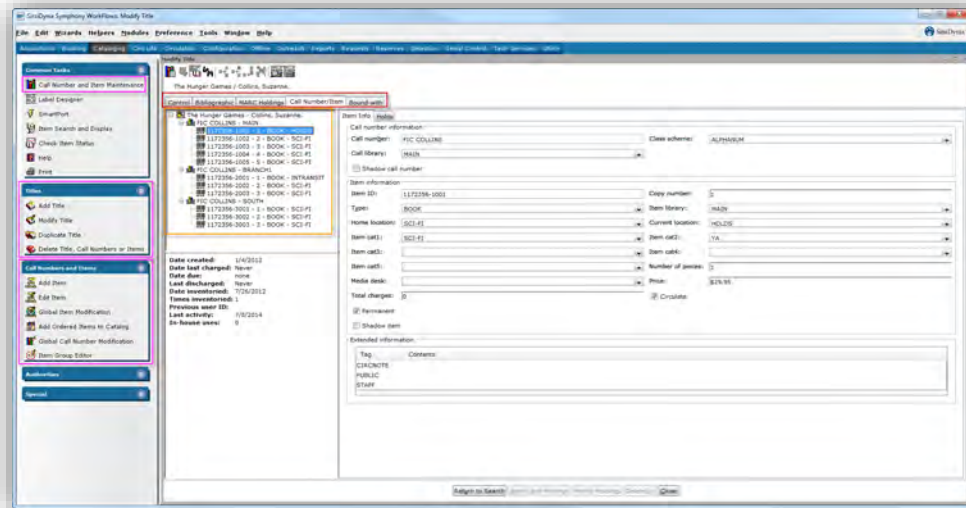 SirsiDynix Symphony WorkFlows: Modify Title
File Edit Wizards Helpers Modules Preference Tools Window Help
SirsiDynix
Acquisitions Booking Cataloging Circulation Configuration Offline Outreach Reports Requests Reserves Selection Serial Control Utility
Modify Title
Common Tasks
Call Number and Item Maintenance
Label Designer
SmartPort
Item Search and Display
Check Item Status
Help
Print
Titles
Add Title
Modify Title
Duplicate Title
Delete Title, Call Numbers or Items
Call Numbers and Items
Add Item
Edit Item
Global Item Modification
Add Ordered Items to Catalog
Global Call Number Modification
Item Group Editor
Authorities
Special
The Hunger Games / Collins, Suzanne.
Control Bibliographic MARC Holdings Call Number/Item Bound-with
The Hunger Games - Collins, Suzanne.
FIC COLLINS - MAIN
1172356-1001 - 1 - BOOK - HOLDS
1172356-1002 - 2 - BOOK - SCI-FI
1172356-1003 - 3 - BOOK - SCI-FI
1172356-1004 - 4 - BOOK - SCI-FI
1172356-1005 - 5 - BOOK - SCI-FI
FIC COLLINS - BRANCH1
1172356-2001 - 1 - BOOK - INTRANSIT
1172356-2002 - 2 - BOOK - SCI-FI
1172356-2003 - 3 - BOOK - SCI-FI
FIC COLLINS - SOUTH
1172356-3001 - 1 - BOOK - SCI-FI
1172356-3002 - 2 - BOOK - SCI-FI
1172356-3003 - 3 - BOOK - SCI-FI
Date created: 1/4/2012
Date last charged: Never
Date due: none
Last discharged: Never
Date inventoried: 7/26/2012
Times inventoried: 1
Previous user ID:
Last activity: 7/8/2014
In-house uses: 0
Item Info Holds
Call number information
Call number: FIC COLLINS Class scheme: ALPHANUM
Call library: MAIN
Shadow call number
Item information
Item ID: 1172356-1001 Copy number: 1
Type: BOOK Item library: MAIN
Home location: SCI-FI Current location: HOLDS
Item cat1: SCI-FI Item cat2: YA
Item cat3: Item cat4:
Item cat5: Number of pieces: 1
Media desk: Price: $29.95
Total charges: 0 Circulate
Permanent
Shadow item
Extended information
Tag Contents
CIRCNOTE
PUBLIC
STAFF
Return to Search Close